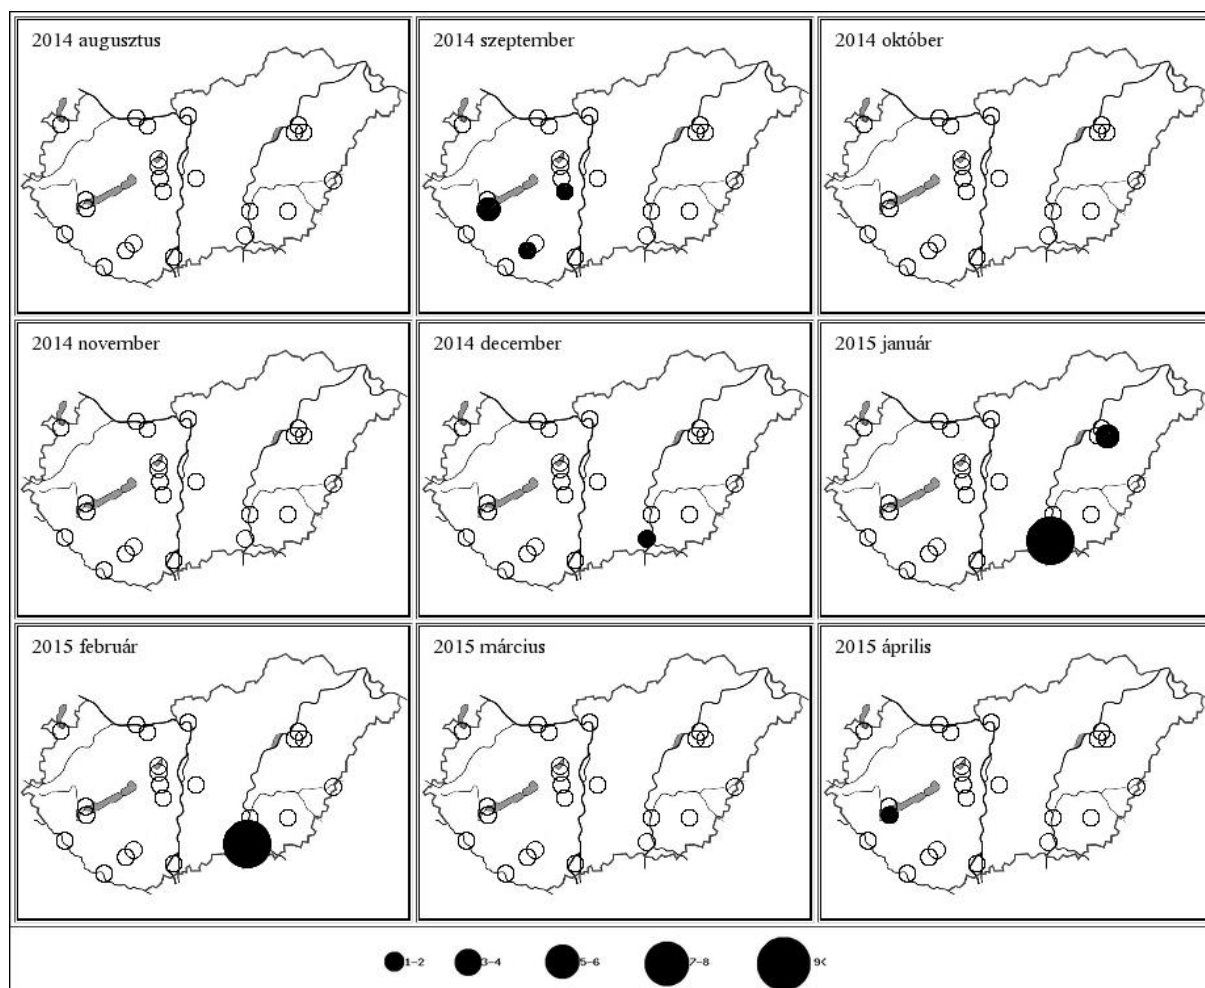 2014 augusztus
2014 szeptember
2014 október
2014 november
2014 december
2015 január
2015 február
2015 március
2015 április
1-2 3-4 5-6 7-8 9<